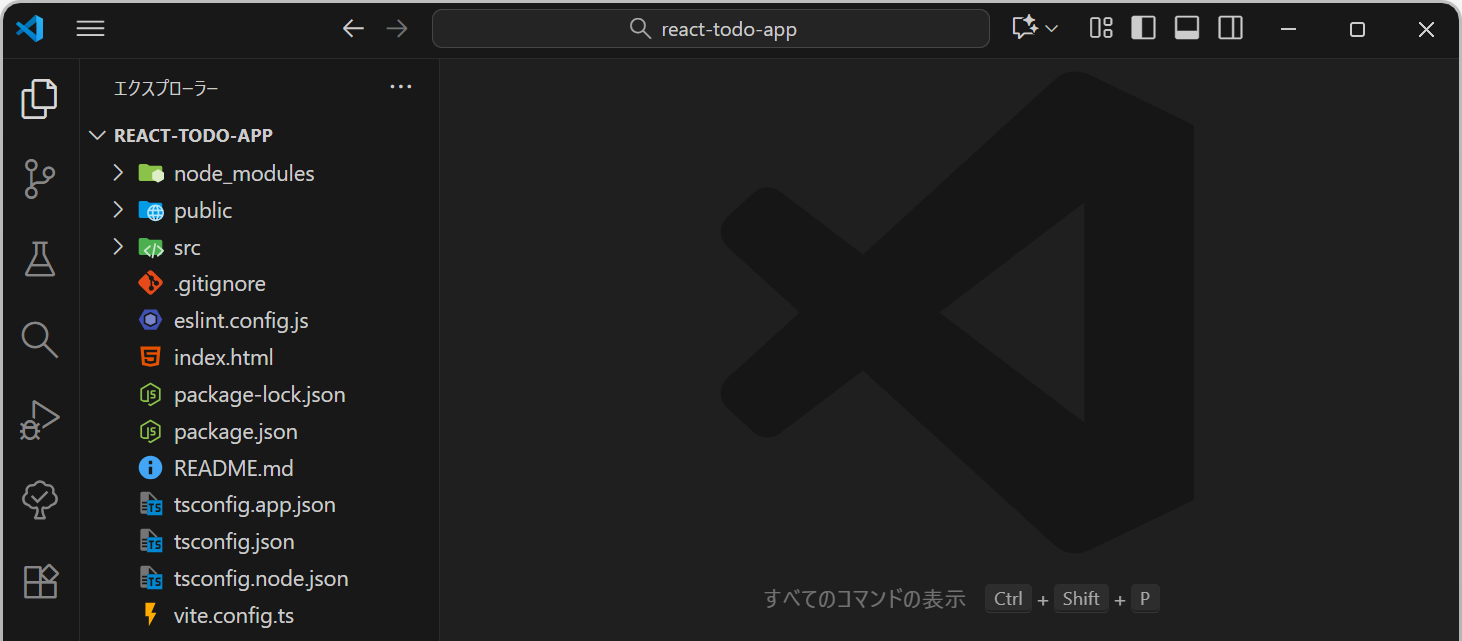 react-todo-app
エクスプローラー
REACT-TODO-APP
node_modules
public
src
.gitignore
eslint.config.js
index.html
package-lock.json
package.json
README.md
tsconfig.app.json
tsconfig.json
tsconfig.node.json
vite.config.ts
すべてのコマンドの表示 Ctrl + Shift + P